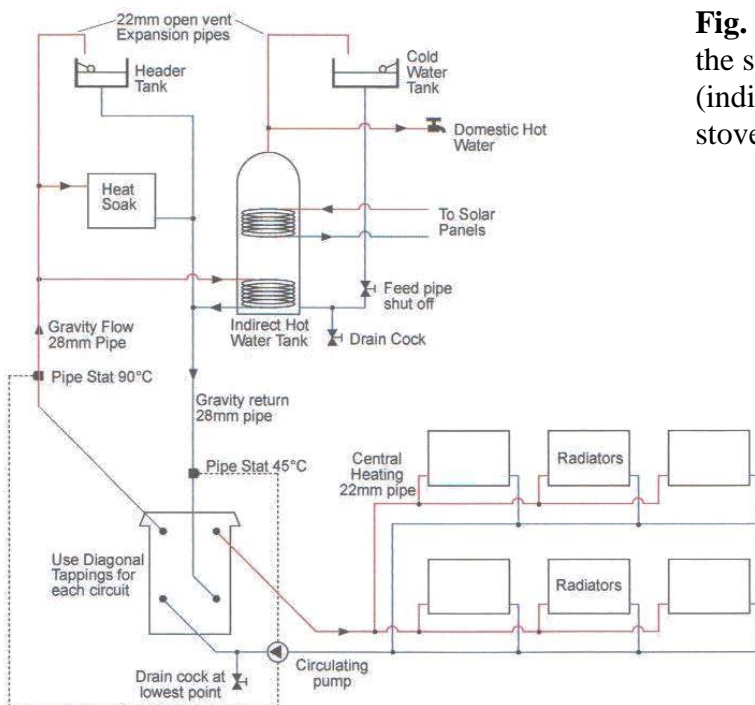 22mm open vent
Expansion pipes
Header
Tank
Cold
Water
Tank
Domestic Hot
Water
Heat
Soak
To Solar
Panels
Feed pipe
shut off
Indirect Hot
Water Tank
Drain Cock
Gravity Flow
28mm Pipe
Pipe Stat 90°C
Gravity return
28mm pipe
Pipe Stat 45°C
Central
Heating
22mm pipe
Radiators
Use Diagonal
Tappings for
each circuit
Radiators
Drain cock at
lowest point
Circulating
pump
Fig.
the s
(indi
stove